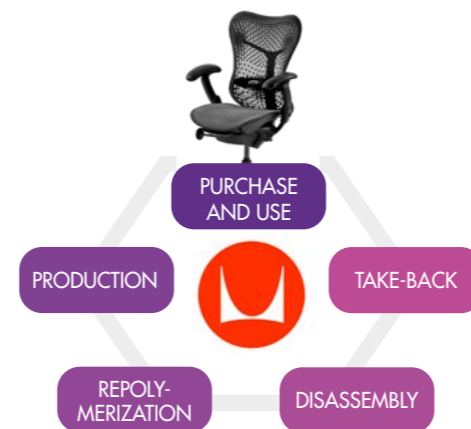 PURCHASE
AND USE
PRODUCTION
TAKE-BACK
REPOLY-
MERIZATION
DISASSEMBLY